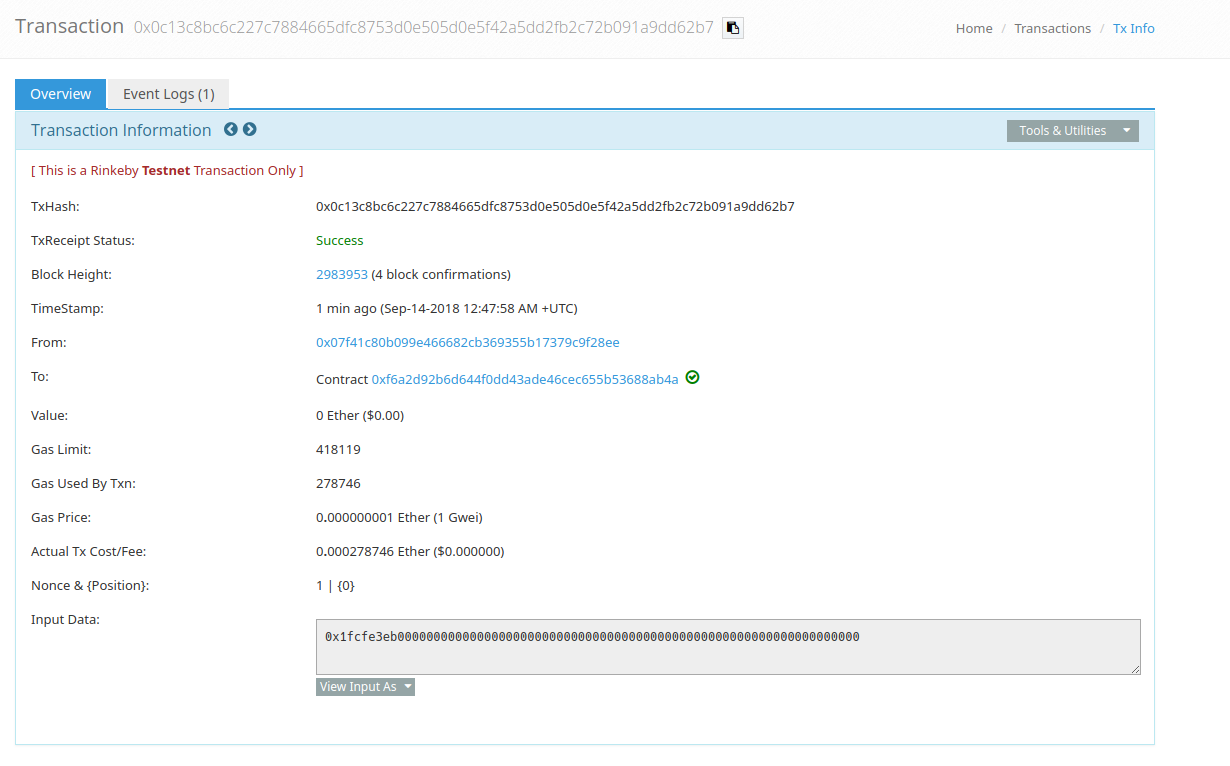 Transaction 0x0c13c8bc6c227c7884665dfc8753d0e505d0e5f42a5dd2fb2c72b091a9dd62b7
Home / Transactions / Tx Info
Overview Event Logs (1)
Transaction Information
Tools & Utilities
[ This is a Rinkeby Testnet Transaction Only ]
TxHash: 0x0c13c8bc6c227c7884665dfc8753d0e505d0e5f42a5dd2fb2c72b091a9dd62b7
TxReceipt Status: Success
Block Height: 2983953 (4 block confirmations)
TimeStamp: 1 min ago (Sep-14-2018 12:47:58 AM +UTC)
From: 0x07f41c80b099e466682cb369355b17379c9f28ee
To: Contract 0xf6a2d92b6d644f0dd43ade46cec655b53688ab4a
Value: 0 Ether ($0.00)
Gas Limit: 418119
Gas Used By Txn: 278746
Gas Price: 0.000000001 Ether (1 Gwei)
Actual Tx Cost/Fee: 0.000278746 Ether ($0.000000)
Nonce & {Position}: 1 | {0}
Input Data:
0x1fcfe3eb0000000000000000000000000000000000000000000000000000000000000000
View Input As